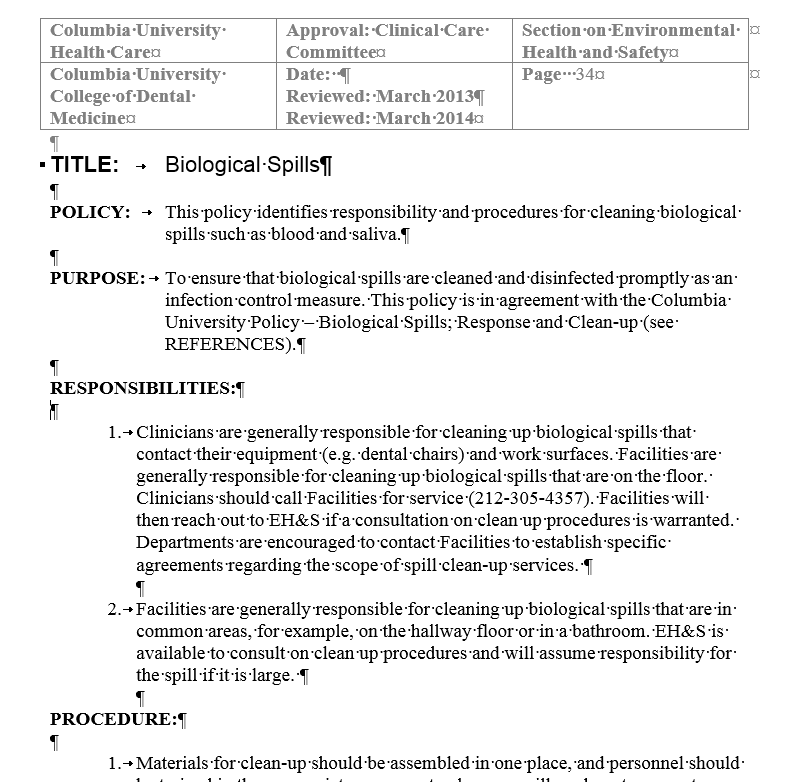 Columbia University Health Care
Approval: Clinical Care Committee
Section on Environmental Health and Safety
Columbia University College of Dental Medicine
Date:
Reviewed: March 2013
Reviewed: March 2014
Page 34
TITLE: Biological Spills
POLICY: This policy identifies responsibility and procedures for cleaning biological
spills such as blood and saliva.
PURPOSE: To ensure that biological spills are cleaned and disinfected promptly as an
infection control measure. This policy is in agreement with the Columbia
University Policy – Biological Spills; Response and Clean-up (see
REFERENCES).
RESPONSIBILITIES:
1. Clinicians are generally responsible for cleaning up biological spills that
contact their equipment (e.g. dental chairs) and work surfaces. Facilities are
generally responsible for cleaning up biological spills that are on the floor.
Clinicians should call Facilities for service (212-305-4357). Facilities will
then reach out to EH&S if a consultation on clean up procedures is warranted.
Departments are encouraged to contact Facilities to establish specific
agreements regarding the scope of spill clean-up services.
2. Facilities are generally responsible for cleaning up biological spills that are in
common areas, for example, on the hallway floor or in a bathroom. EH&S is
available to consult on clean up procedures and will assume responsibility for
the spill if it is large.
PROCEDURE:
1. Materials for clean-up should be assembled in one place, and personnel should